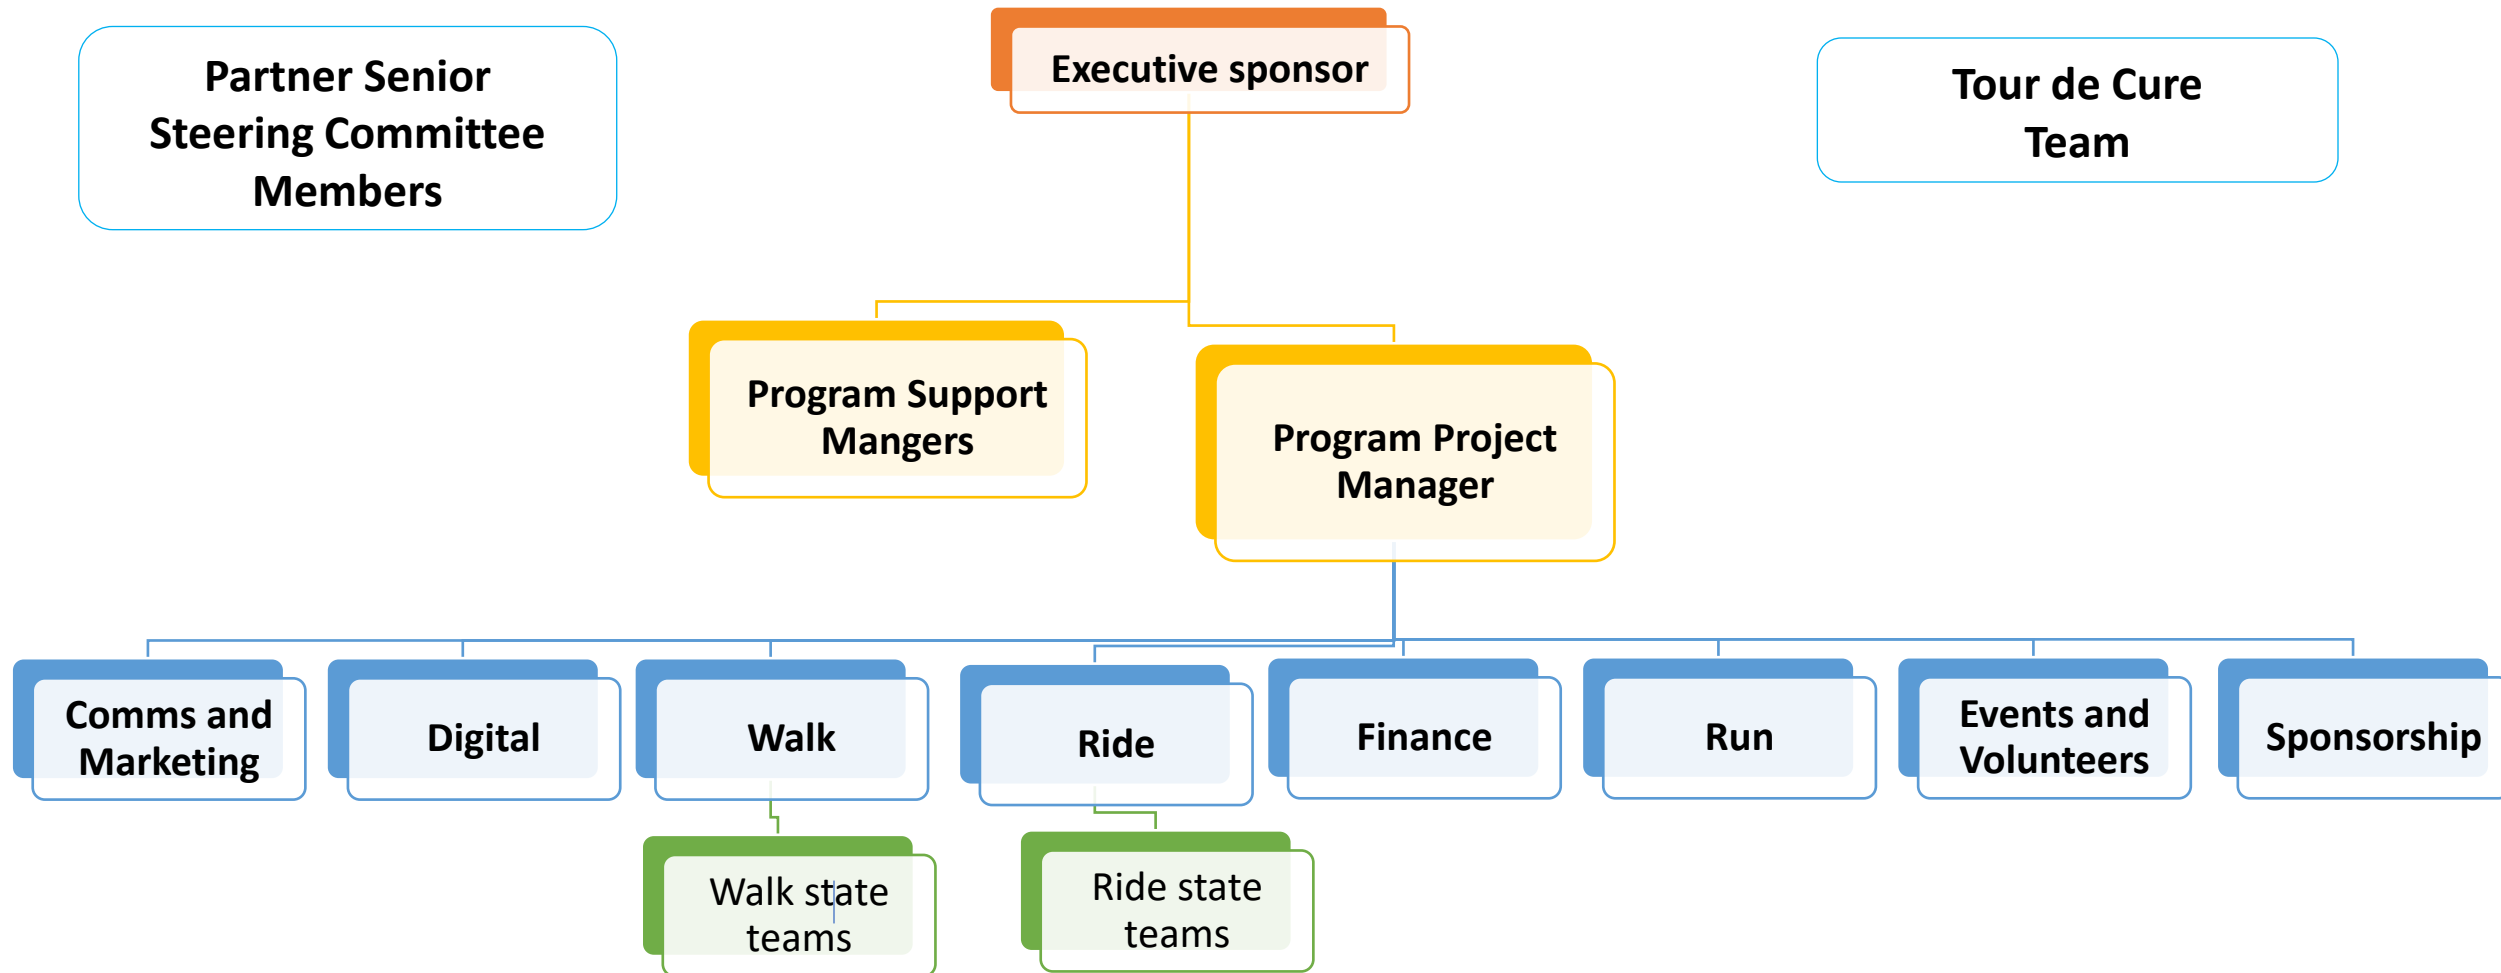 Partner Senior
Steering Committee
Members
Executive sponsor
Tour de Cure
Team
Program Support
Mangers
Program Project
Manager
Comms and
Marketing
Digital
Walk
Ride
Finance
Run
Events and
Volunteers
Sponsorship
Walk state
teams
Ride state
teams